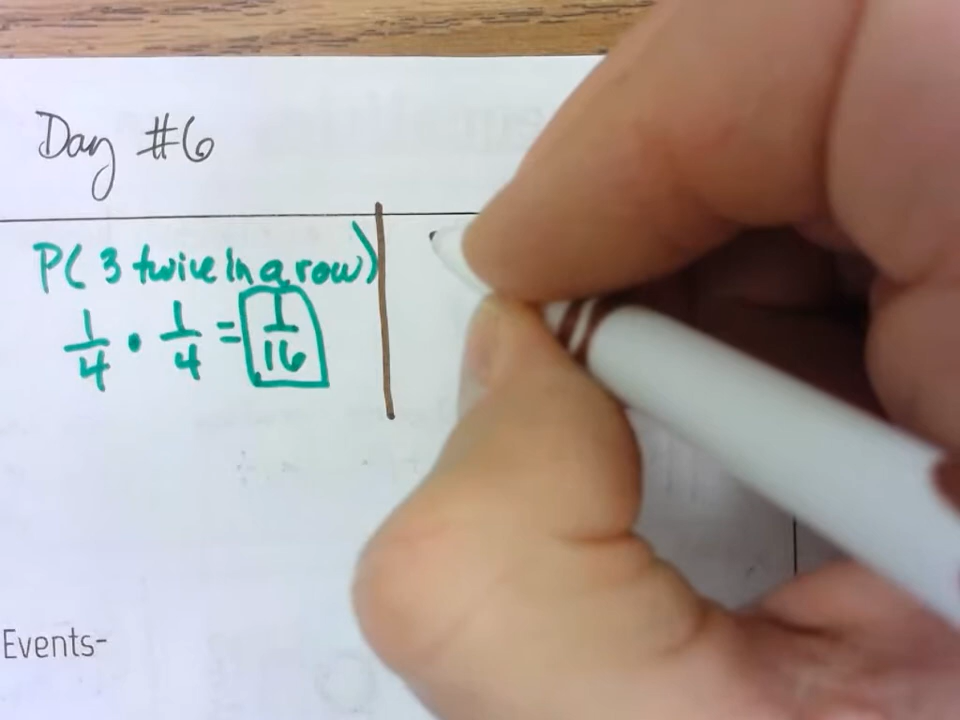 Day #6
P( 3 twice in a row)
1/4 · 1/4 = 1/16
Events-